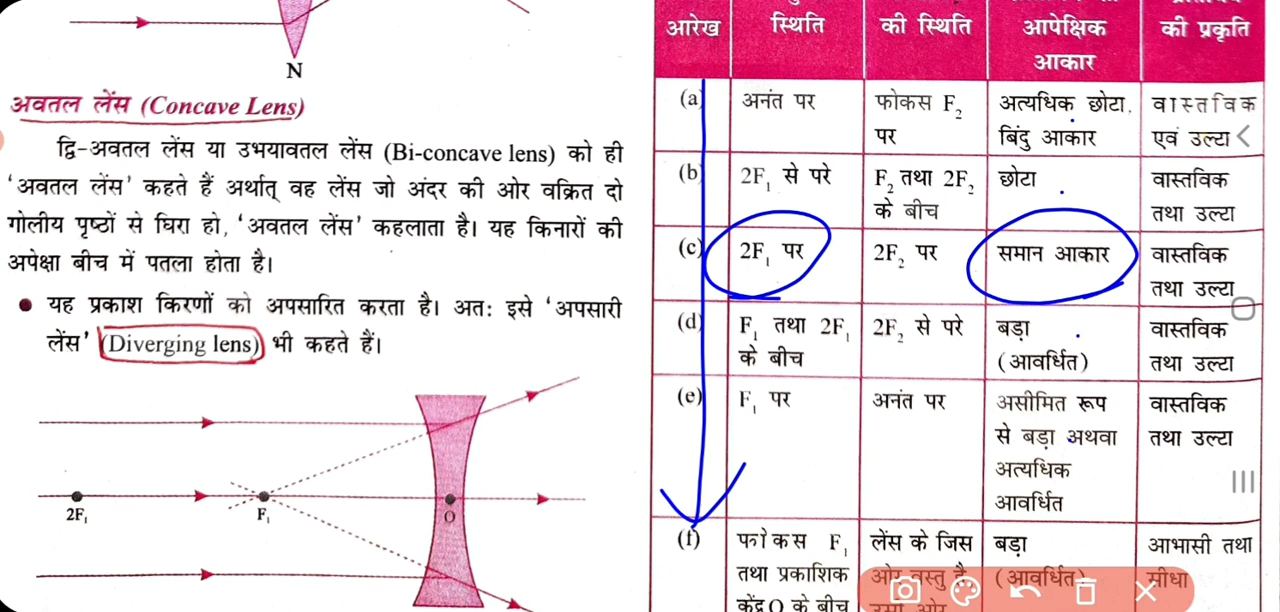 N
अवतल लेंस (Concave Lens)
द्वि-अवतल लेंस या उभयावतल लेंस (Bi-concave lens) को ही
‘अवतल लेंस’ कहते हैं अर्थात् वह लेंस जो अंदर की ओर वक्रित दो
गोलीय पृष्ठों से घिरा हो, ‘अवतल लेंस’ कहलाता है। यह किनारों की
अपेक्षा बीच में पतला होता है।
● यह प्रकाश किरणों को अपसारित करता है। अत: इसे ‘अपसारी
लेंस’ (Diverging lens) भी कहते हैं।
2F₁ F₁ O
आरेख स्थिति की स्थिति आपेक्षिक की प्रकृति
आकार
(a) अनंत पर फोकस F₂ अत्यधिक छोटा, वास्तविक
पर बिंदु आकार एवं उल्टा
(b) 2F₁ से परे F₂ तथा 2F₂ छोटा वास्तविक
के बीच तथा उल्टा
(c) 2F₁ पर 2F₂ पर समान आकार वास्तविक
तथा उल्टा
(d) F₁ तथा 2F₁ 2F₂ से परे बड़ा वास्तविक
के बीच (आवर्धित) तथा उल्टा
(e) F₁ पर अनंत पर असीमित रूप वास्तविक
से बड़ा अथवा तथा उल्टा
अत्यधिक
आवर्धित
(f) फोकस F₁ लेंस के जिस बड़ा आभासी तथा
तथा प्रकाशिक ओर वस्तु है, (आवर्धित) सीधा
केंद्र O के बीच